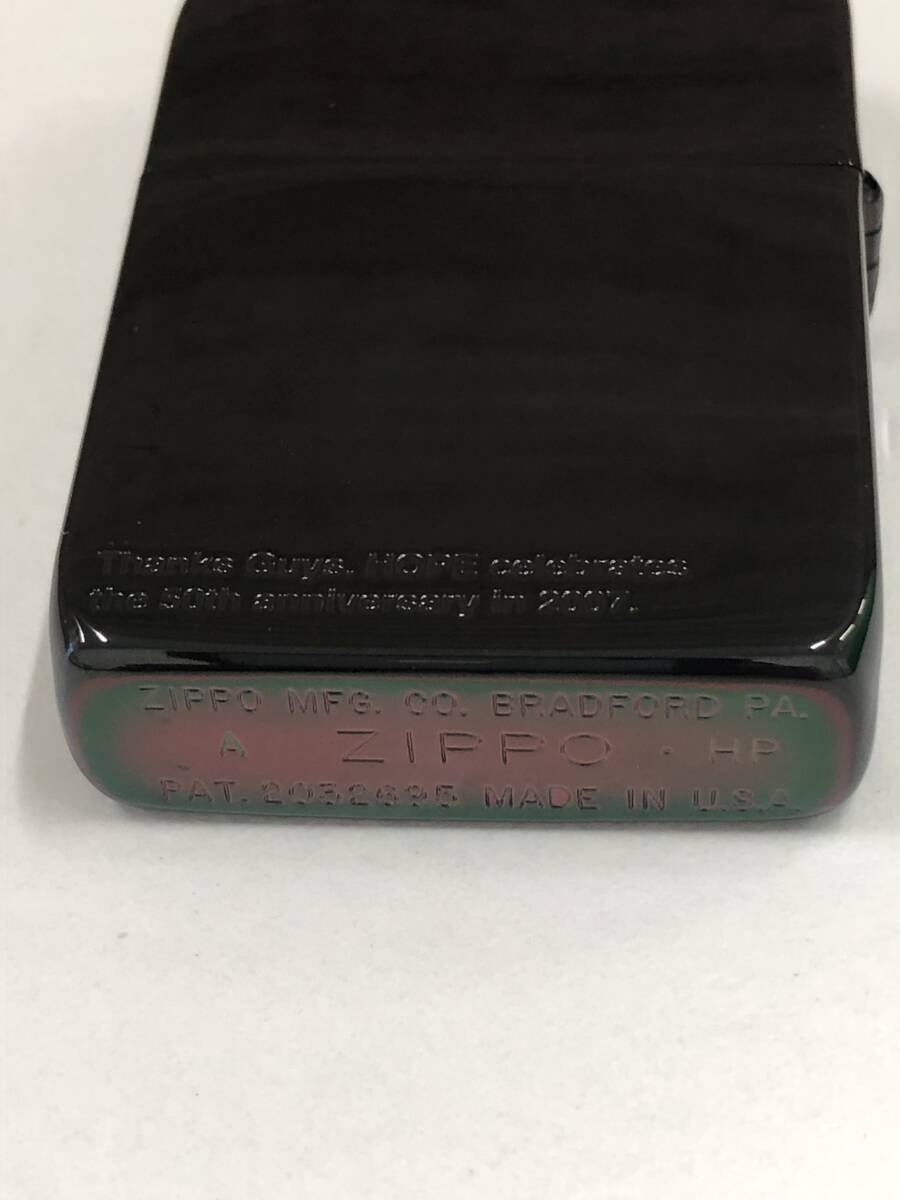 Thanks Guys. HOPE celebrates
the 50th anniversary in 2007.
ZIPPO MFG. CO. BRADFORD PA.
A ZIPPO · HP
PAT. 2032695 MADE IN U.S.A.